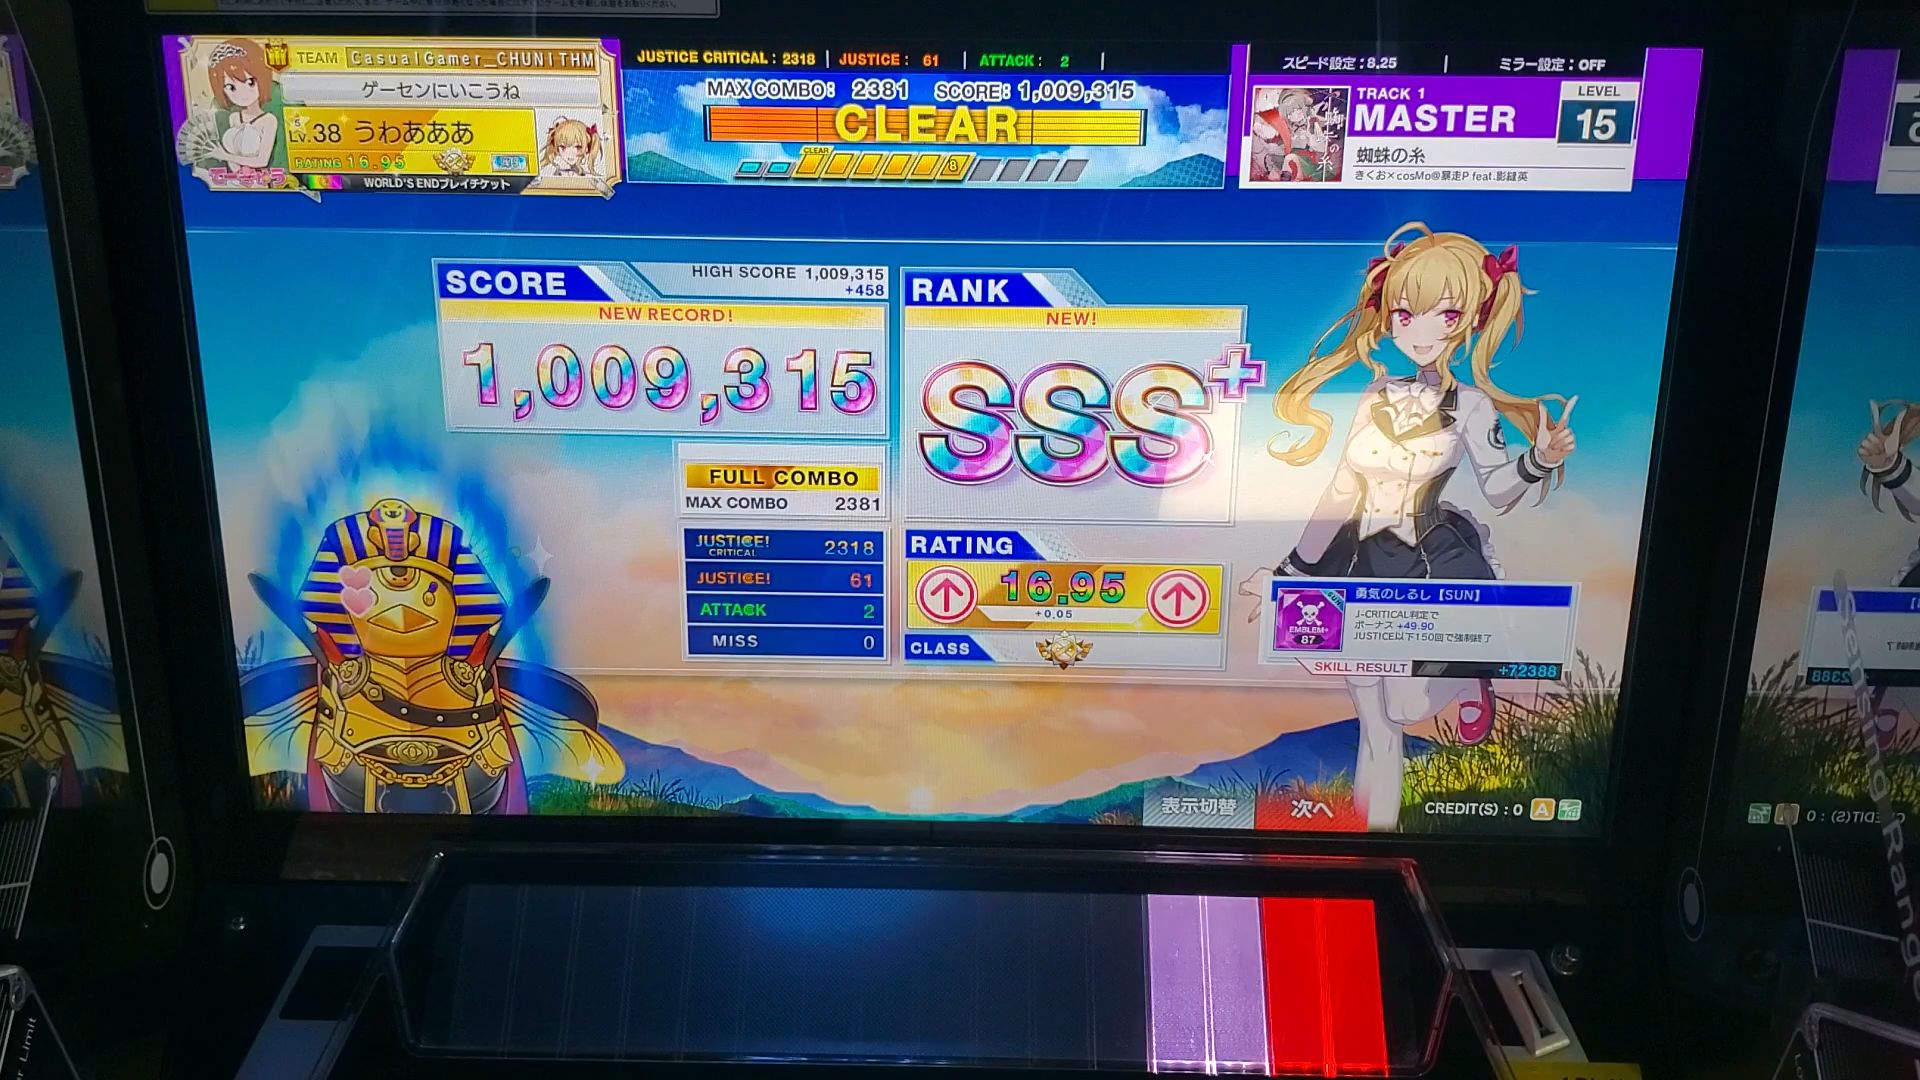 TEAM CasualGamer_CHUNITHM
ゲーセンにいこうね
5
Lv.38 うわあああ
RATING 16.95
WORLD'S ENDプレイチケット
JUSTICE CRITICAL : 2318 | JUSTICE : 61 | ATTACK : 2 |
MAX COMBO: 2381 SCORE: 1,009,315
CLEAR
CLEAR
8
スピード設定 : 8.25 | ミラー設定 : OFF
TRACK 1
MASTER
LEVEL
15
蜘蛛の糸
きくお×cosMo@暴走P feat.影縫英
SCORE
HIGH SCORE 1,009,315
+458
NEW RECORD!
1,009,315
RANK
NEW!
SSS+
FULL COMBO
MAX COMBO 2381
JUSTICE! CRITICAL 2318
JUSTICE! 61
ATTACK 2
MISS 0
RATING
16.95
+0.05
CLASS
勇気のしるし【SUN】
SUN
EMBLEM+
87
J-CRITICAL判定で
ボーナス +49.90
JUSTICE以下150回で強制終了
SKILL RESULT +72388
表示切替
次へ
CREDIT(S) : 0 A
Sensing Range